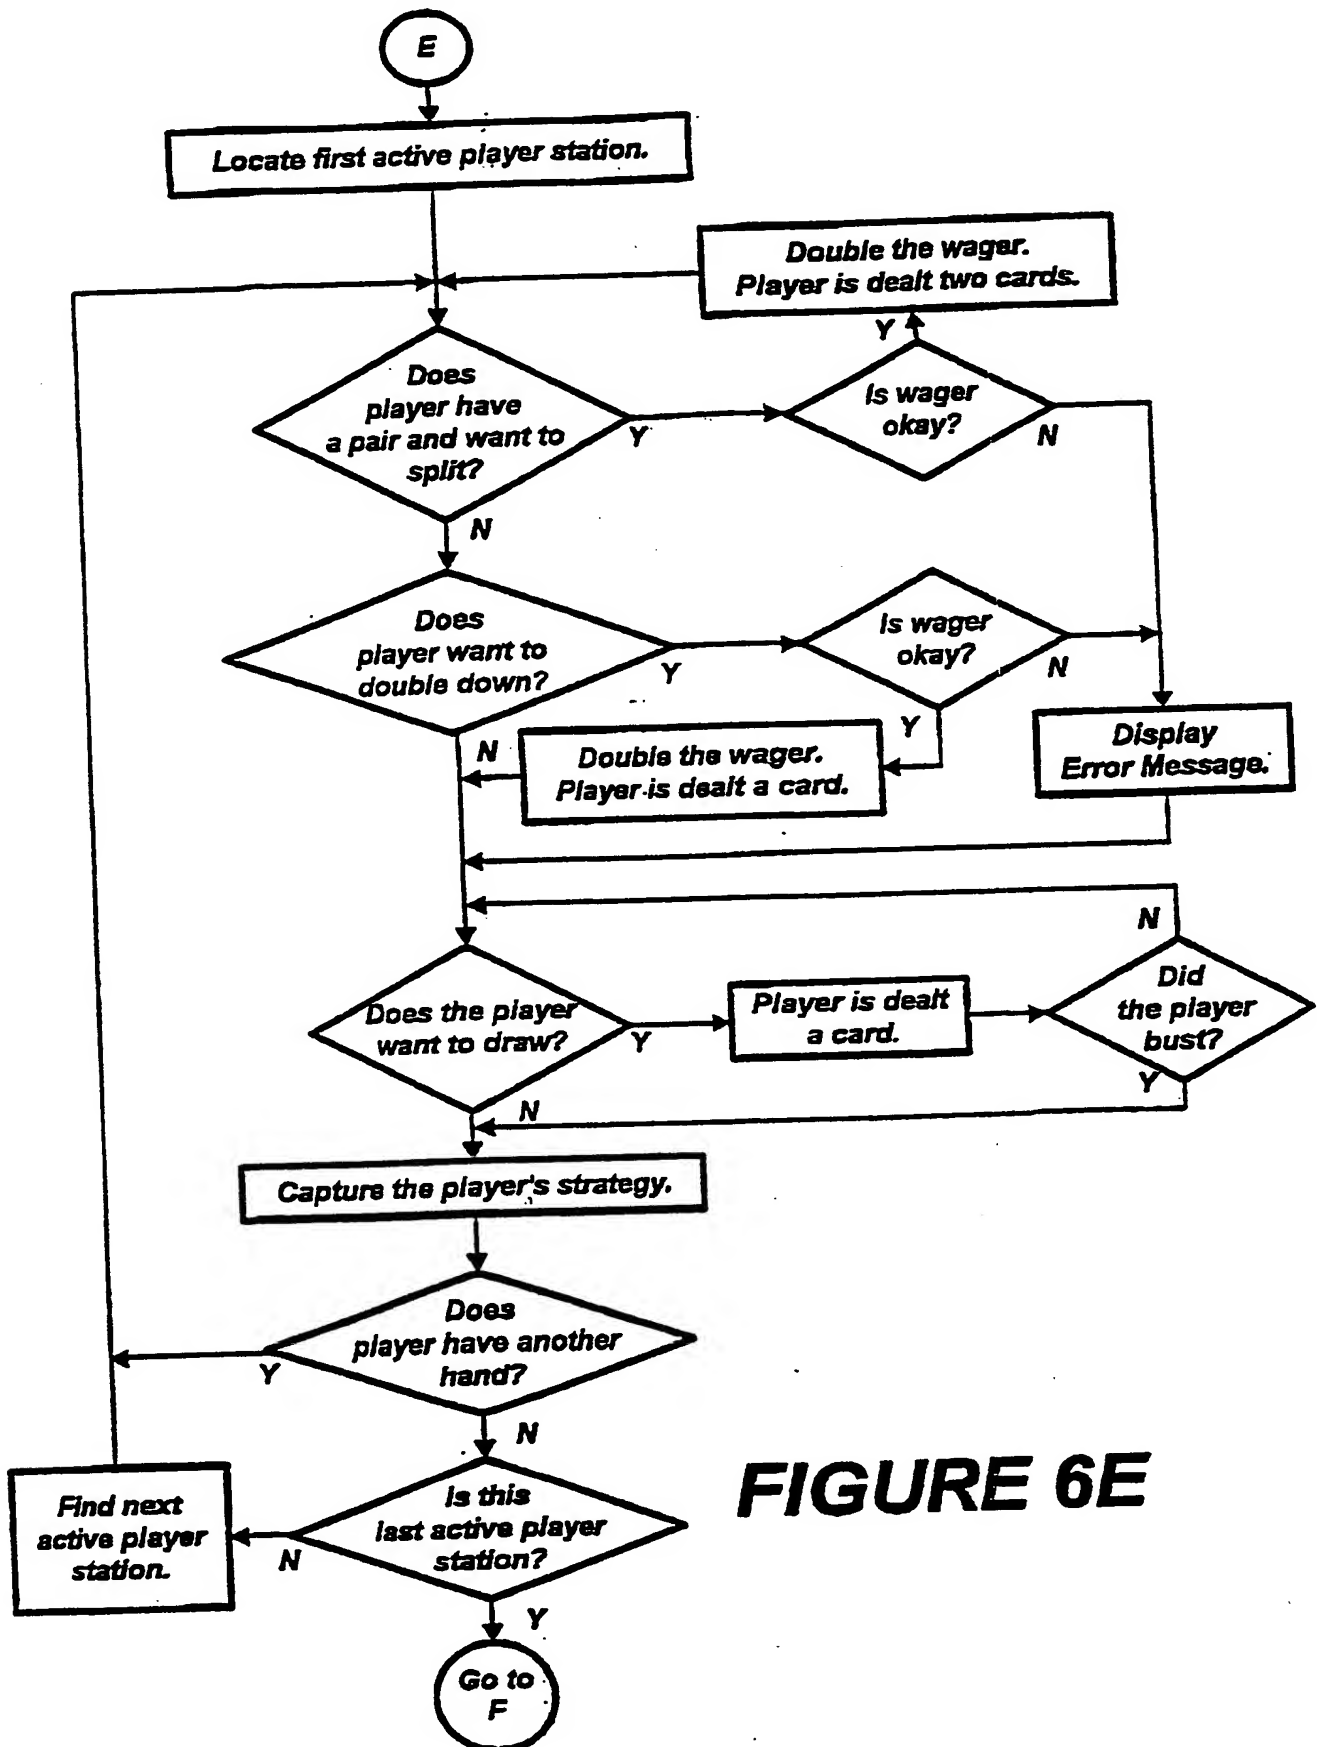 E
Locate first active player station.
Double the wager.
Player is dealt two cards.
Y
Does
player have
a pair and want to
split?
Y
Is wager
okay?
N
N
Does
player want to
double down?
Y
Is wager
okay?
N
Y
N
Double the wager.
Player is dealt a card.
Display
Error Message.
N
Does the player
want to draw?
Y
Player is dealt
a card.
Did
the player
bust?
Y
N
Capture the player's strategy.
Does
player have another
hand?
Y
N
Is this
last active player
station?
N
Find next
active player
station.
Y
Go to
F
FIGURE 6E